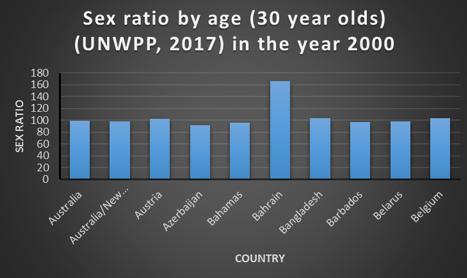 Sex ratio by age (30 year olds)
(UNWPP, 2017) in the year 2000
180
160
140
120
100
80
60
40
20
0
SEX RATIO
Australia
Australia/New...
Austria
Azerbaijan
Bahamas
Bahrain
Bangladesh
Barbados
Belarus
Belgium
COUNTRY